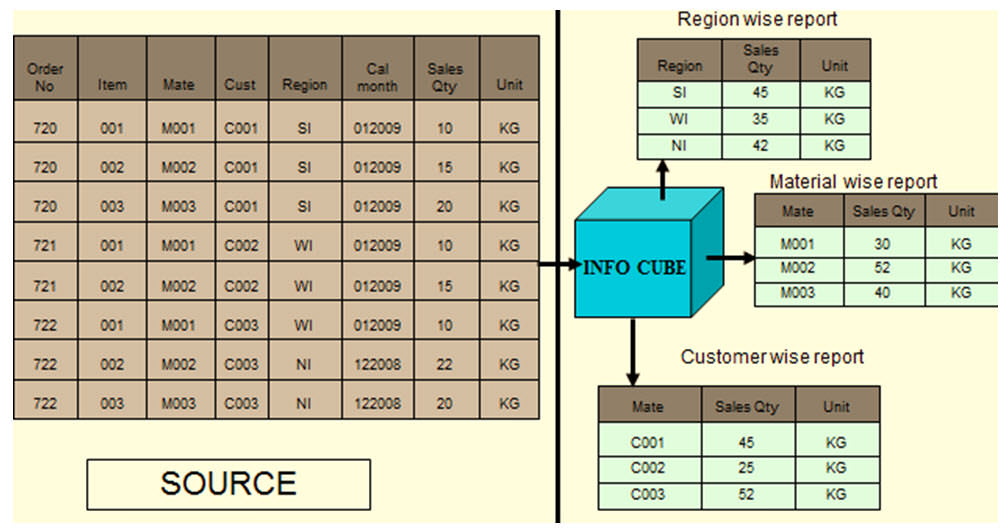 Order No Item Mate Cust Region Cal month Sales Qty Unit
720 001 M001 C001 SI 012009 10 KG
720 002 M002 C001 SI 012009 15 KG
720 003 M003 C001 SI 012009 20 KG
721 001 M001 C002 WI 012009 10 KG
721 002 M002 C002 WI 012009 15 KG
722 001 M001 C003 WI 012009 10 KG
722 002 M002 C003 NI 122008 22 KG
722 003 M003 C003 NI 122008 20 KG
SOURCE
Region wise report
Region Sales Qty Unit
SI 45 KG
WI 35 KG
NI 42 KG
INFO CUBE
Material wise report
Mate Sales Qty Unit
M001 30 KG
M002 52 KG
M003 40 KG
Customer wise report
Mate Sales Qty Unit
C001 45 KG
C002 25 KG
C003 52 KG